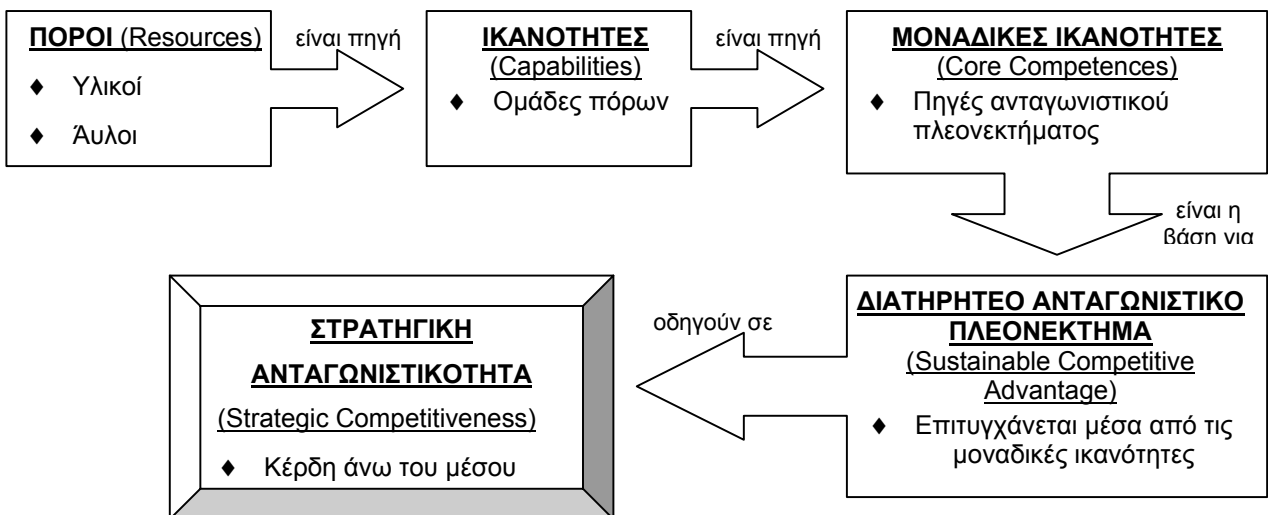 ΠΟΡΟΙ (Resources)
♦ Υλικοί
♦ Άυλοι
είναι πηγή
ΙΚΑΝΟΤΗΤΕΣ
(Capabilities)
♦ Ομάδες πόρων
είναι πηγή
ΜΟΝΑΔΙΚΕΣ ΙΚΑΝΟΤΗΤΕΣ
(Core Competences)
♦ Πηγές ανταγωνιστικού
πλεονεκτήματος
είναι η
βάση για
ΔΙΑΤΗΡΗΤΕΟ ΑΝΤΑΓΩΝΙΣΤΙΚΟ
ΠΛΕΟΝΕΚΤΗΜΑ
(Sustainable Competitive
Advantage)
♦ Επιτυγχάνεται μέσα από τις
μοναδικές ικανότητες
οδηγούν σε
ΣΤΡΑΤΗΓΙΚΗ
ΑΝΤΑΓΩΝΙΣΤΙΚΟΤΗΤΑ
(Strategic Competitiveness)
♦ Κέρδη άνω του μέσου